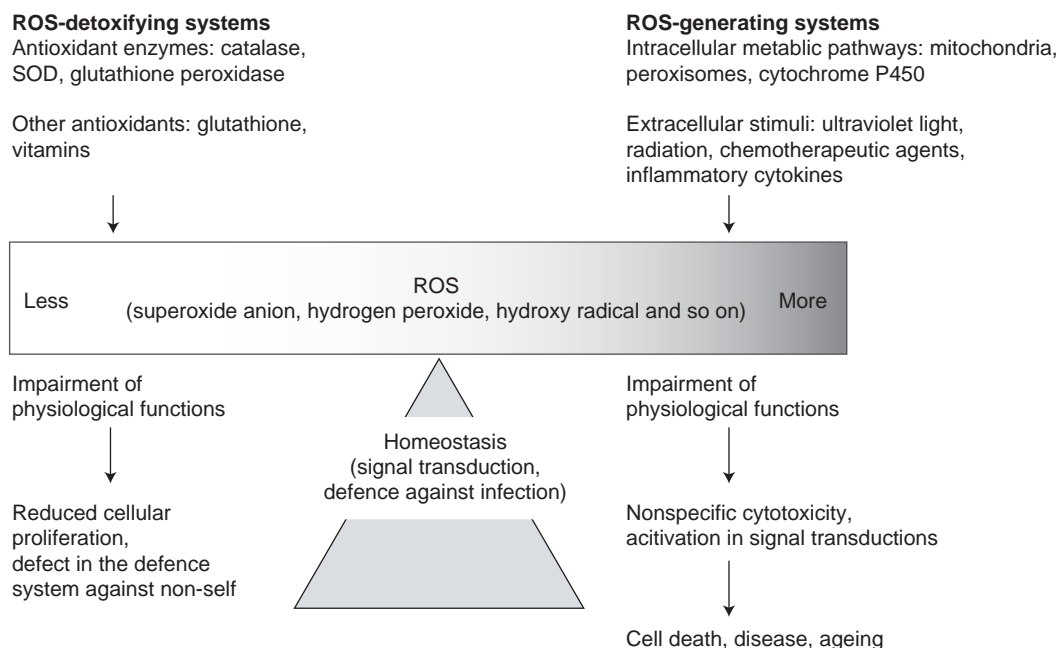 ROS-detoxifying systems
Antioxidant enzymes: catalase,
SOD, glutathione peroxidase
Other antioxidants: glutathione,
vitamins
ROS-generating systems
Intracellular metablic pathways: mitochondria,
peroxisomes, cytochrome P450
Extracellular stimuli: ultraviolet light,
radiation, chemotherapeutic agents,
inflammatory cytokines
Less
ROS
(superoxide anion, hydrogen peroxide, hydroxy radical and so on)
More
Impairment of
physiological functions
Reduced cellular
proliferation,
defect in the defence
system against non-self
Homeostasis
(signal transduction,
defence against infection)
Impairment of
physiological functions
Nonspecific cytotoxicity,
acitivation in signal transductions
Cell death, disease, ageing